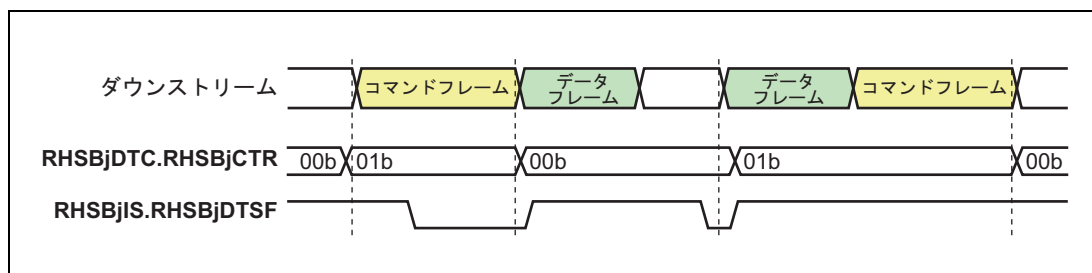 ダウンストリーム
コマンドフレーム
データ
フレーム
データ
フレーム
コマンドフレーム
RHSBjDTC.RHSBjCTR
00b
01b
00b
01b
00b
RHSBjIS.RHSBjDTSF